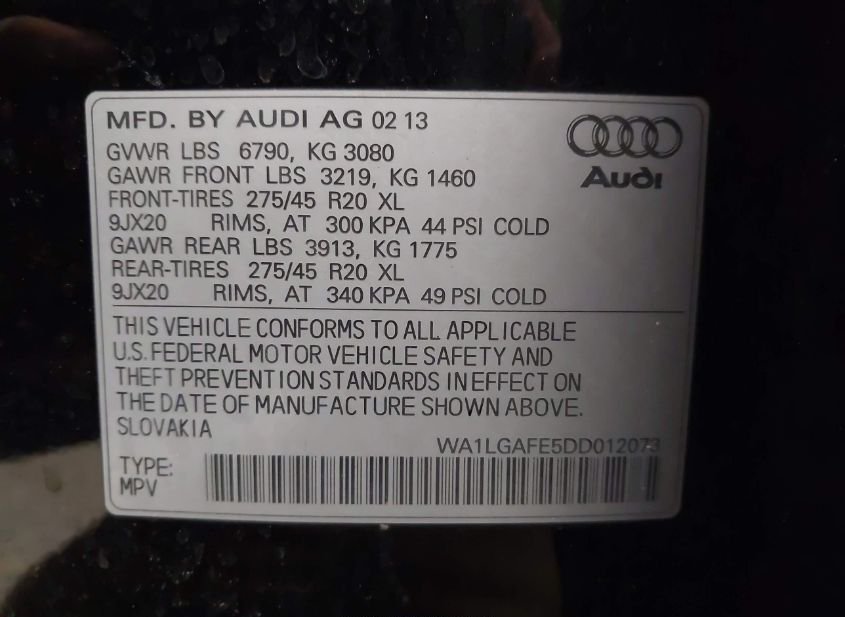 MFD. BY AUDI AG 02 13
GVWR LBS 6790, KG 3080
GAWR FRONT LBS 3219, KG 1460
FRONT-TIRES 275/45 R20 XL
9JX20 RIMS, AT 300 KPA 44 PSI COLD
GAWR REAR LBS 3913, KG 1775
REAR-TIRES 275/45 R20 XL
9JX20 RIMS, AT 340 KPA 49 PSI COLD
Audi
THIS VEHICLE CONFORMS TO ALL APPLICABLE
U.S. FEDERAL MOTOR VEHICLE SAFETY AND
THEFT PREVENTION STANDARDS IN EFFECT ON
THE DATE OF MANUFACTURE SHOWN ABOVE.
SLOVAKIA
WA1LGAFE5DD012073
TYPE:
MPV